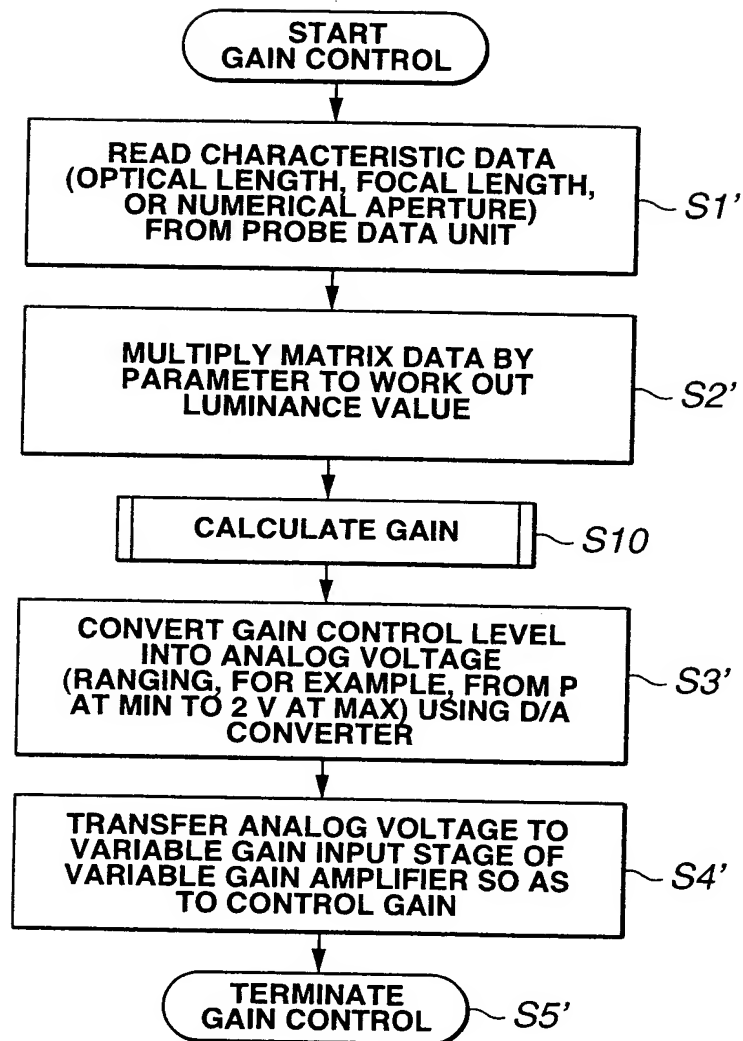 START
GAIN CONTROL
READ CHARACTERISTIC DATA
(OPTICAL LENGTH, FOCAL LENGTH,
OR NUMERICAL APERTURE)
FROM PROBE DATA UNIT
S1'
MULTIPLY MATRIX DATA BY
PARAMETER TO WORK OUT
LUMINANCE VALUE
S2'
CALCULATE GAIN
S10
CONVERT GAIN CONTROL LEVEL
INTO ANALOG VOLTAGE
(RANGING, FOR EXAMPLE, FROM P
AT MIN TO 2 V AT MAX) USING D/A
CONVERTER
S3'
TRANSFER ANALOG VOLTAGE TO
VARIABLE GAIN INPUT STAGE OF
VARIABLE GAIN AMPLIFIER SO AS
TO CONTROL GAIN
S4'
TERMINATE
GAIN CONTROL
S5'